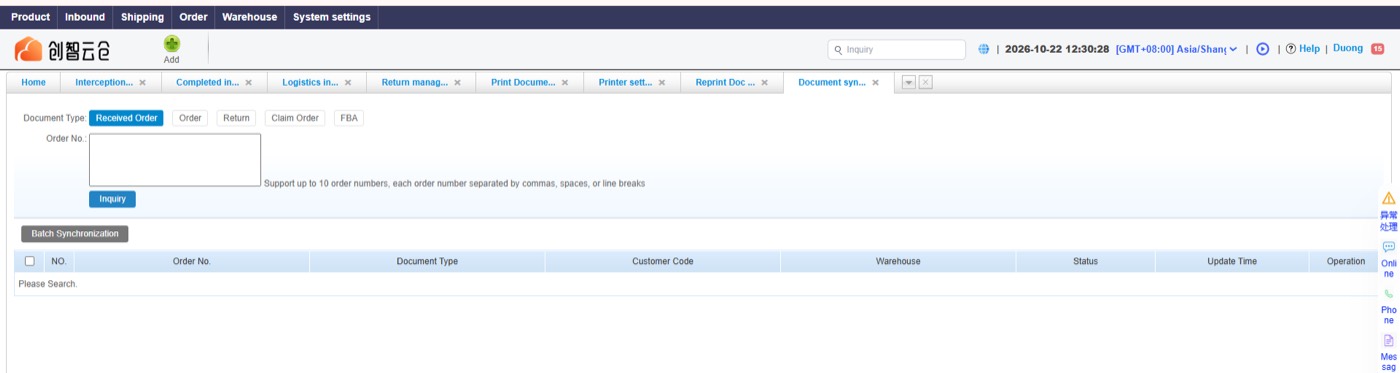 Product Inbound Shipping Order Warehouse System settings
创智云仓 Add Inquiry | 2026-10-22 12:30:28 [GMT+08:00] Asia/Shang | | Help | Duong 15
Home Interception... Completed in... Logistics in... Return manag... Print Docume... Printer sett... Reprint Doc ... Document syn...
Document Type: Received Order Order Return Claim Order FBA
Order No.:
Support up to 10 order numbers, each order number separated by commas, spaces, or line breaks
Inquiry
Batch Synchronization
NO. Order No. Document Type Customer Code Warehouse Status Update Time Operation
Please Search.
異常
处理
Onli
ne
Pho
ne
Mes
sag